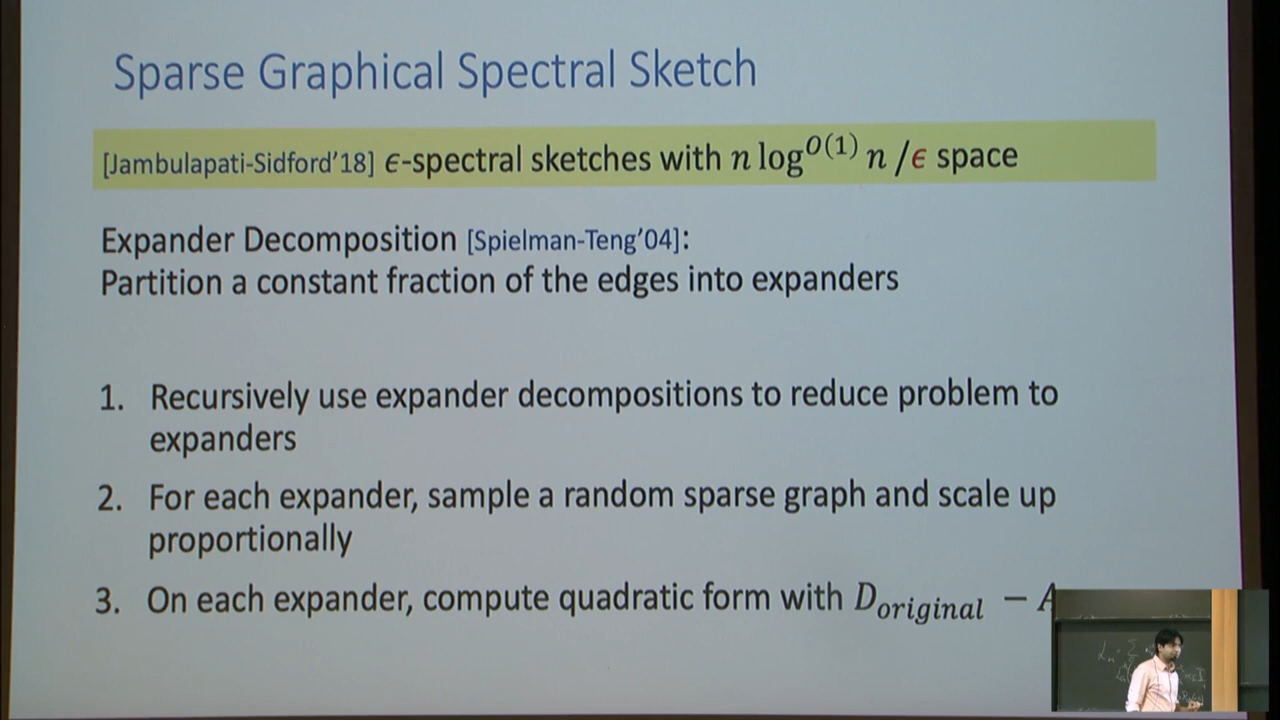 Sparse Graphical Spectral Sketch
[Jambulapati-Sidford'18] ϵ-spectral sketches with n log^{O(1)} n /ϵ space
Expander Decomposition [Spielman-Teng'04]:
Partition a constant fraction of the edges into expanders
1. Recursively use expander decompositions to reduce problem to
expanders
2. For each expander, sample a random sparse graph and scale up
proportionally
3. On each expander, compute quadratic form with D_{original} −